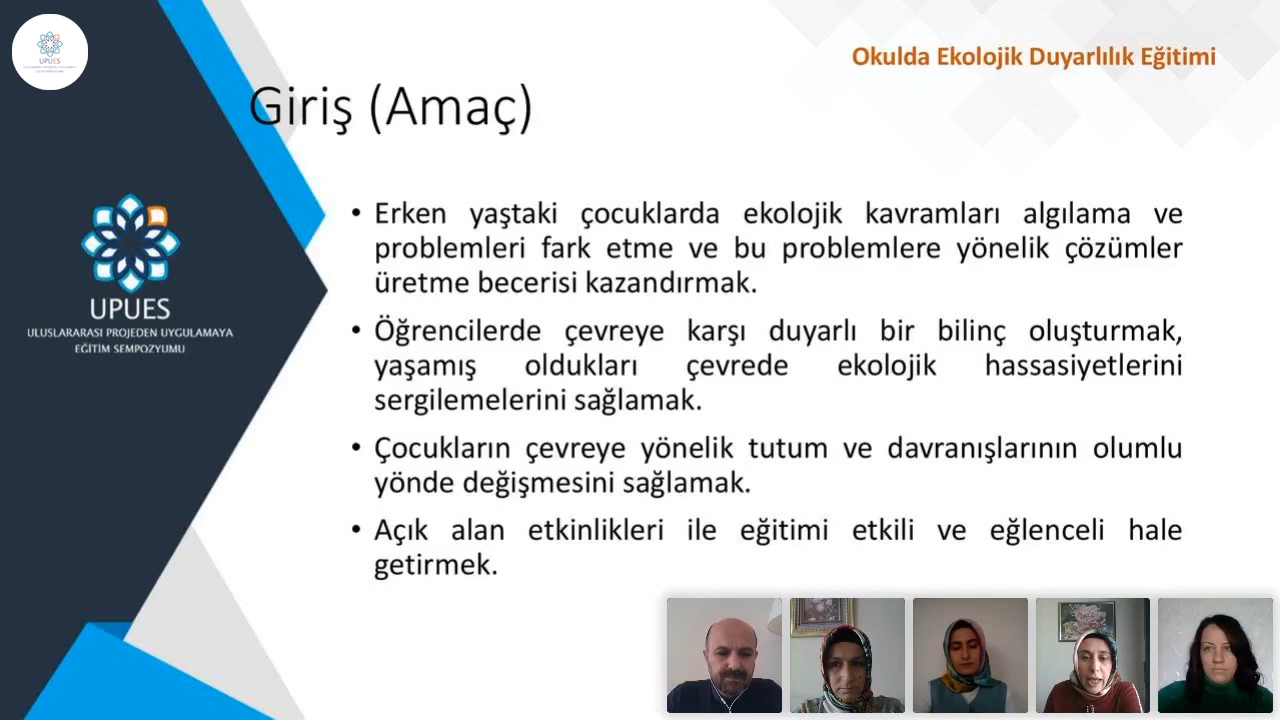 UPUES
Okulda Ekolojik Duyarlılık Eğitimi
Giriş (Amaç)
• Erken yaştaki çocuklarda ekolojik kavramları algılama ve
problemleri fark etme ve bu problemlere yönelik çözümler
üretme becerisi kazandırmak.
• Öğrencilerde çevreye karşı duyarlı bir bilinç oluşturmak,
yaşamış oldukları çevrede ekolojik hassasiyetlerini
sergilemelerini sağlamak.
• Çocukların çevreye yönelik tutum ve davranışlarının olumlu
yönde değişmesini sağlamak.
• Açık alan etkinlikleri ile eğitimi etkili ve eğlenceli hale
getirmek.
UPUES
ULUSLARARASI PROJEDEN UYGULAMAYA
EĞİTİM SEMPOZYUMU